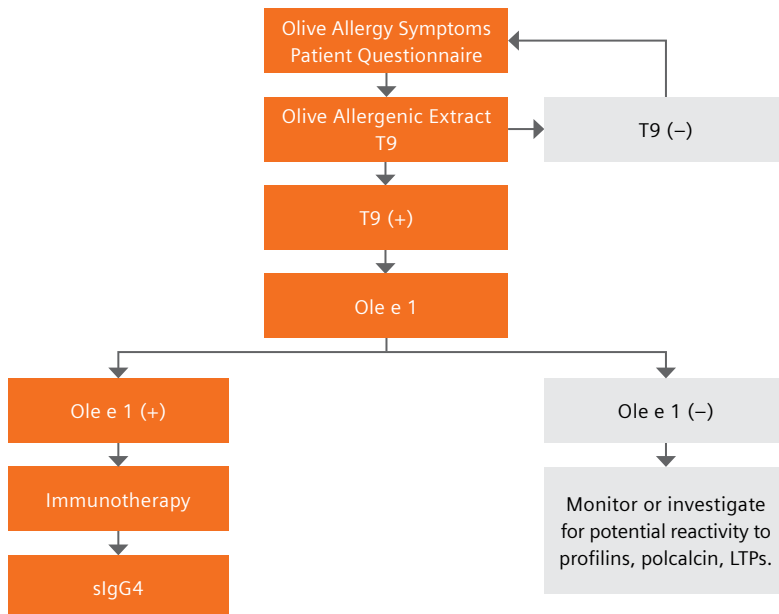 Olive Allergy Symptoms
Patient Questionnaire
Olive Allergenic Extract
T9
T9 (–)
T9 (+)
Ole e 1
Ole e 1 (+)
Ole e 1 (–)
Immunotherapy
Monitor or investigate
for potential reactivity to
profilins, polcalcin, LTPs.
sIgG4